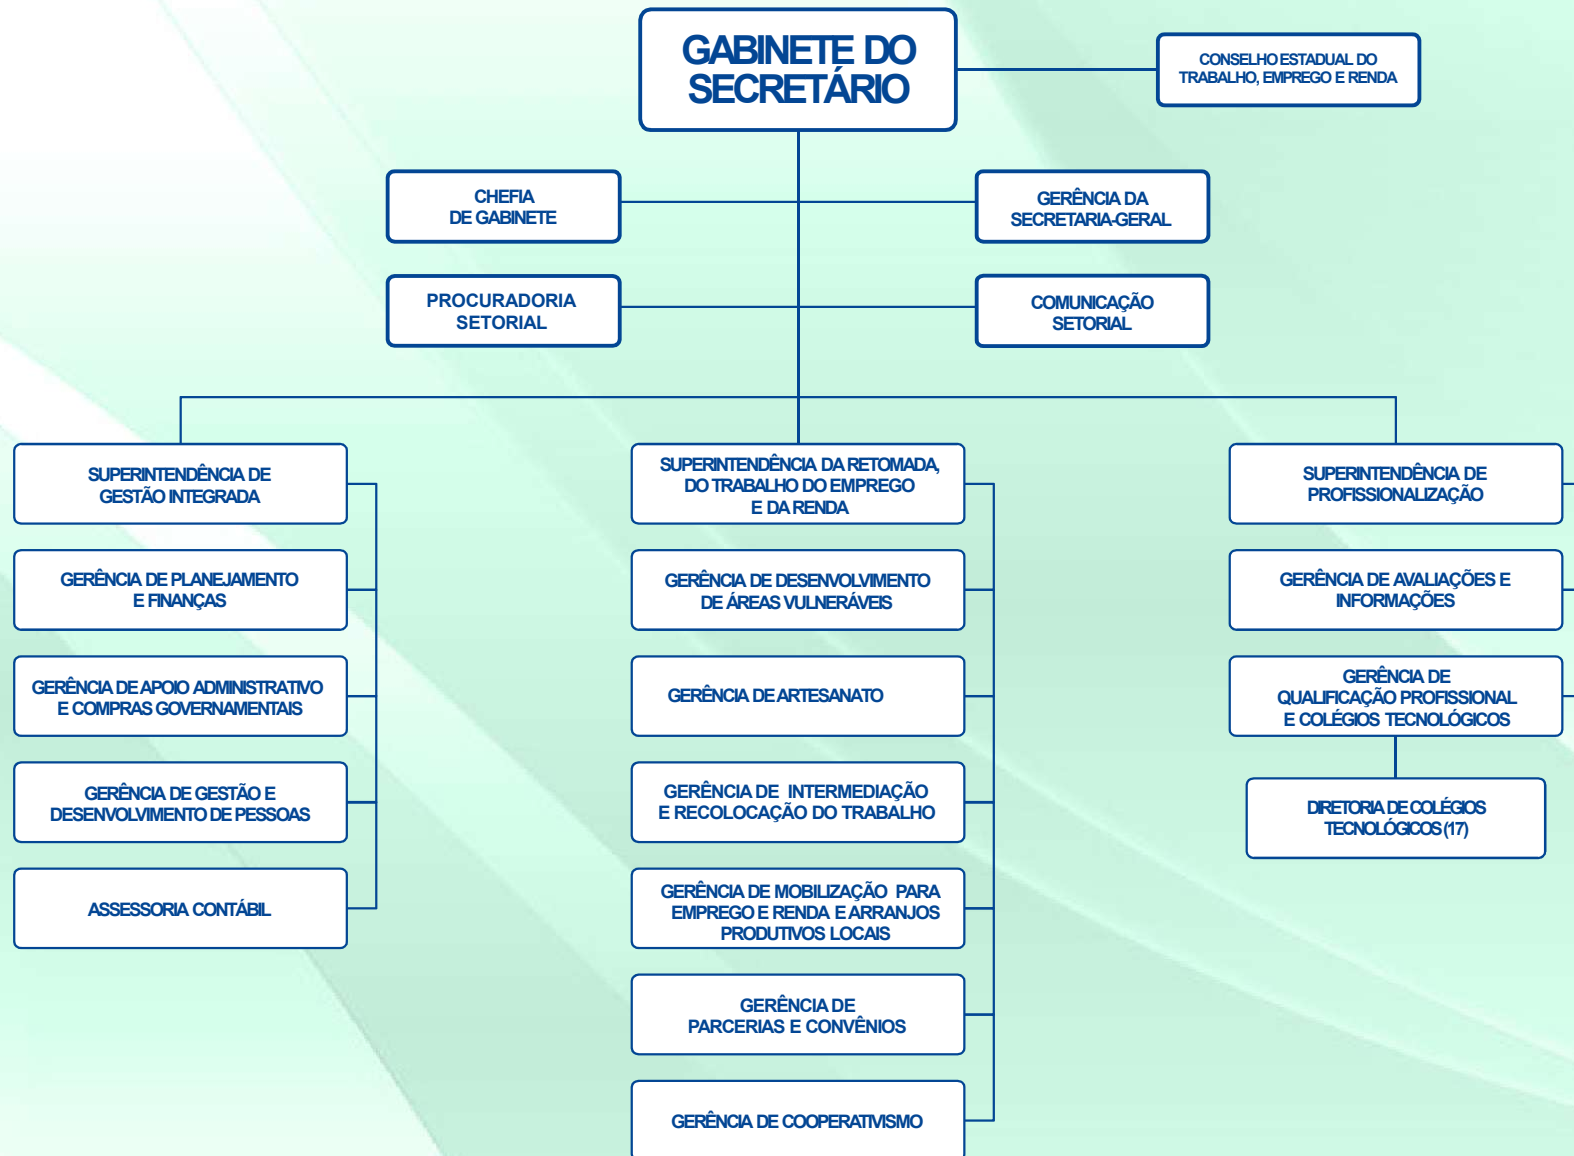 GABINETE DO
SECRETÁRIO
CONSELHO ESTADUAL DO
TRABALHO, EMPREGO E RENDA
CHEFIA
DE GABINETE
GERÊNCIA DA
SECRETARIA-GERAL
PROCURADORIA
SETORIAL
COMUNICAÇÃO
SETORIAL
SUPERINTENDÊNCIA DE
GESTÃO INTEGRADA
GERÊNCIA DE PLANEJAMENTO
E FINANÇAS
GERÊNCIA DE APOIO ADMINISTRATIVO
E COMPRAS GOVERNAMENTAIS
GERÊNCIA DE GESTÃO E
DESENVOLVIMENTO DE PESSOAS
ASSESSORIA CONTÁBIL
SUPERINTENDÊNCIA DA RETOMADA,
DO TRABALHO DO EMPREGO
E DA RENDA
GERÊNCIA DE DESENVOLVIMENTO
DE ÁREAS VULNERÁVEIS
GERÊNCIA DE ARTESANATO
GERÊNCIA DE INTERMEDIAÇÃO
E RECOLOCAÇÃO DO TRABALHO
GERÊNCIA DE MOBILIZAÇÃO PARA
EMPREGO E RENDA E ARRANJOS
PRODUTIVOS LOCAIS
GERÊNCIA DE
PARCERIAS E CONVÊNIOS
GERÊNCIA DE COOPERATIVISMO
SUPERINTENDÊNCIA DE
PROFISSIONALIZAÇÃO
GERÊNCIA DE AVALIAÇÕES E
INFORMAÇÕES
GERÊNCIA DE
QUALIFICAÇÃO PROFISSIONAL
E COLÉGIOS TECNOLÓGICOS
DIRETORIA DE COLÉGIOS
TECNOLÓGICOS (17)